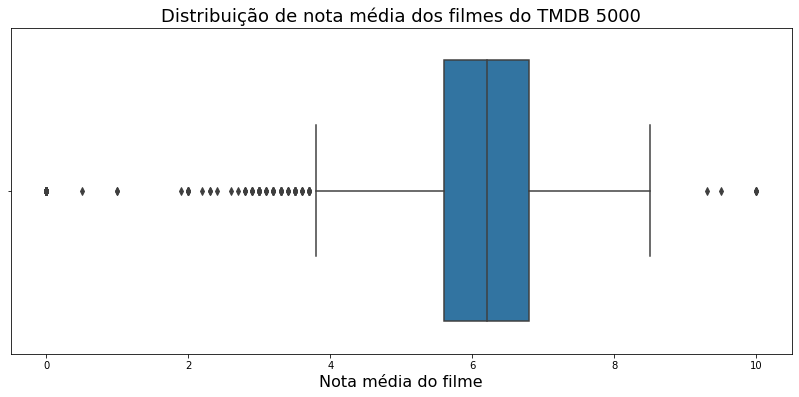 Distribuição de nota média dos filmes do TMDB 5000
0 2 4 6 8 10
Nota média do filme